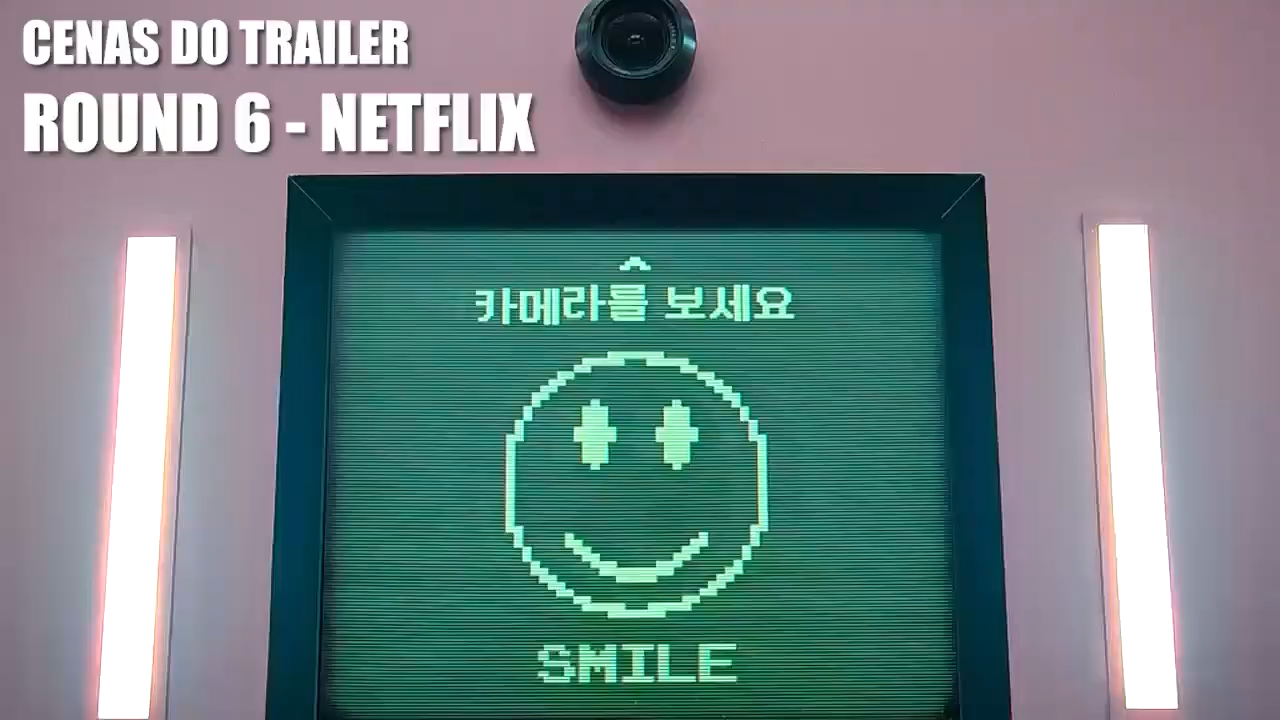 CENAS DO TRAILER
ROUND 6 - NETFLIX
카메라를 보세요
SMILE